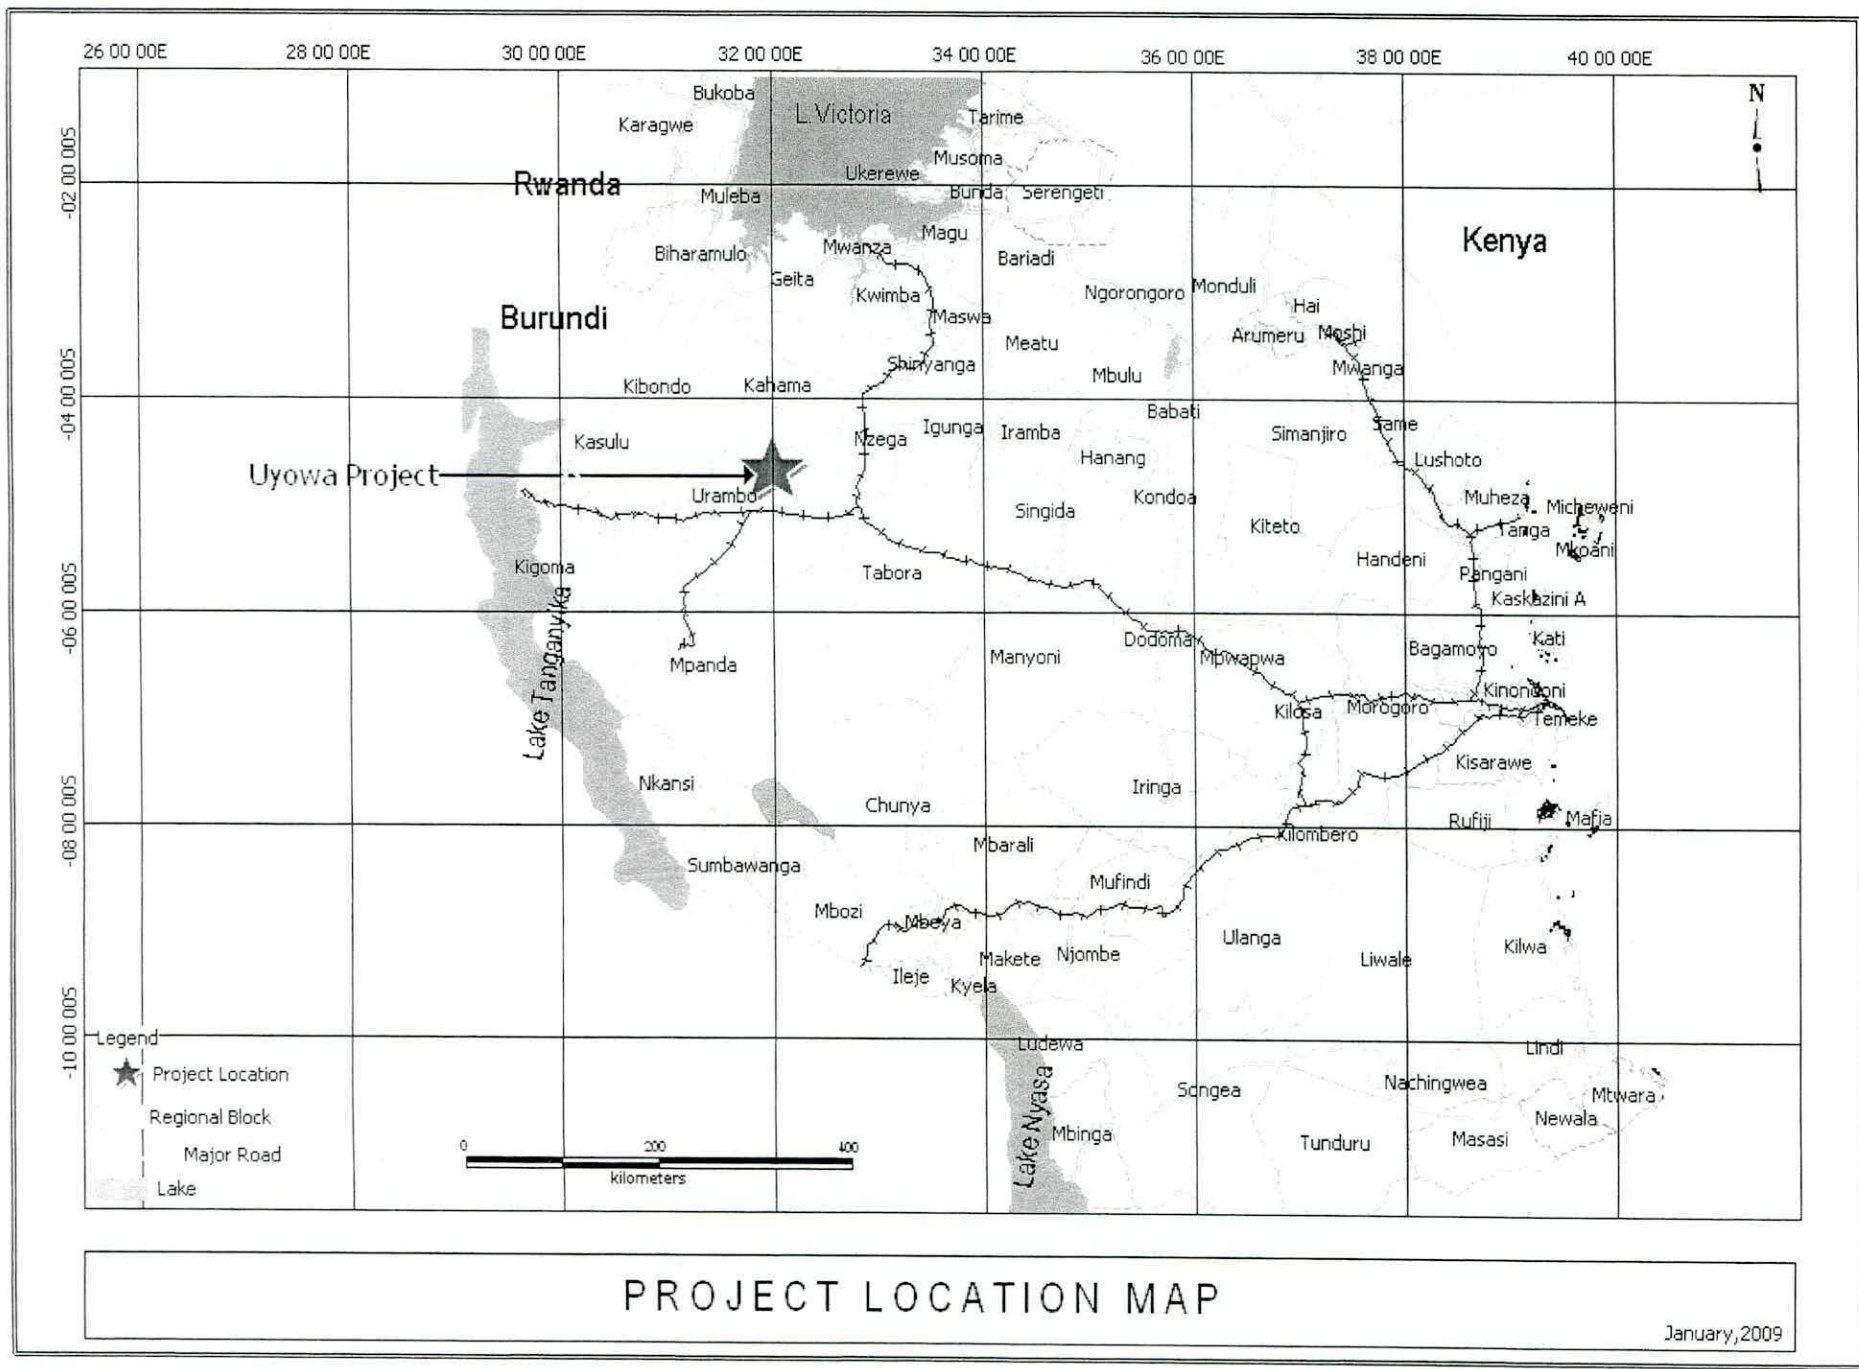 26 00 00E 28 00 00E 30 00 00E 32 00 00E 34 00 00E 36 00 00E 38 00 00E 40 00 00E
N
Bukoba
L. Victoria
Tarime
Karagwe
-02 00 00S
Musoma
Ukerewe
Rwanda
Muleba
Bunda
Serengeti
Magu
Kenya
Mwanza
Biharamulo
Bariadi
Geita
Kwimba
Ngorongoro
Monduli
Hai
Burundi
Maswa
Arumeru
Moshi
Meatu
Shinyanga
Mwanga
Mbulu
Kibondo
Kahama
-04 00 00S
Babati
Same
Igunga
Iramba
Simanjiro
Kasulu
Nzega
Hanang
Lushoto
Uyowa Project
Urambo
Kondoa
Muheza
Micheweni
Singida
Kiteto
Tanga
Mkoani
Handeni
Kigoma
Tabora
Pangani
Kaskazini A
-06 00 00S
Lake Tanganyika
Dodoma
Kati
Bagamoyo
Manyoni
Mpwapwa
Mpanda
Kinondoni
Kilosa
Morogoro
Temeke
Kisarawe
Nkansi
Iringa
Chunya
-08 00 00S
Rufiji
Mafia
Kilombero
Mbarali
Sumbawanga
Mufindi
Mbozi
Mbeya
Ulanga
Kilwa
Makete
Njombe
Liwale
Ileje
Kyela
-10 00 00S
Ludewa
Lindi
Legend
Project Location
Regional Block
Major Road
Lake
Songea
Nachingwea
Mtwara
Newala
Lake Nyasa
Mbinga
Tunduru
Masasi
0 200 400
kilometers
PROJECT LOCATION MAP
January,2009